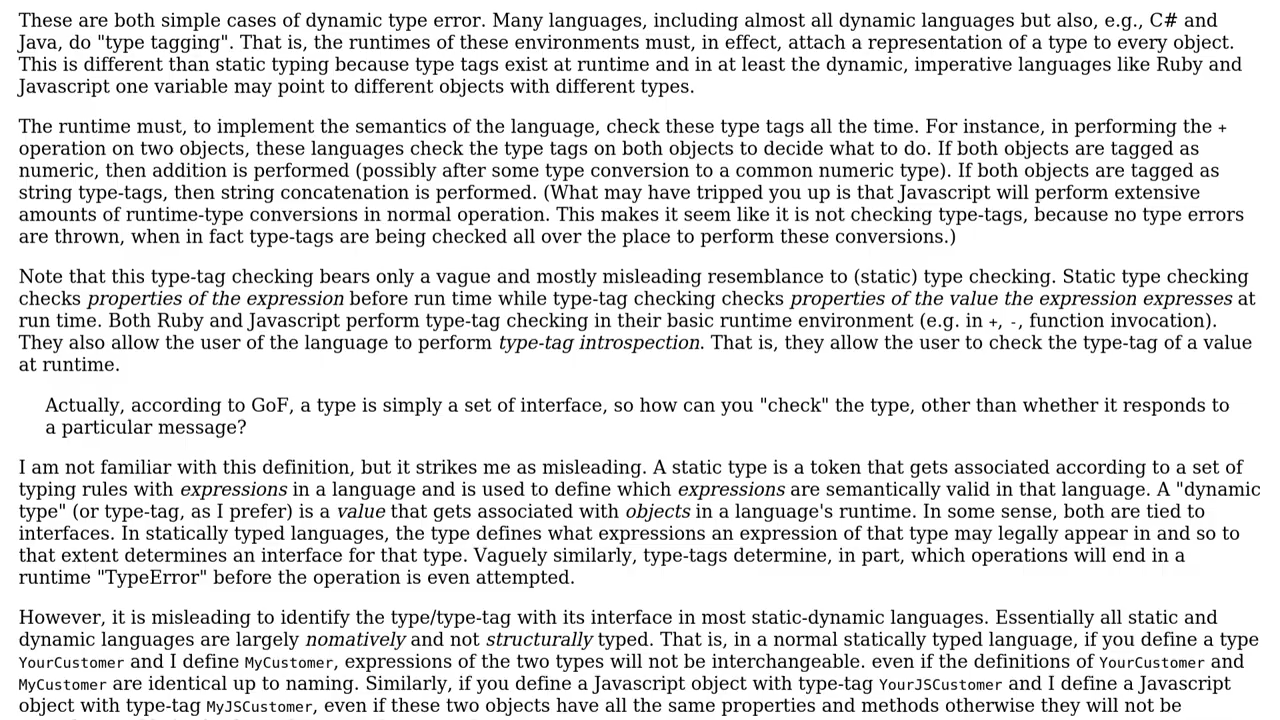 These are both simple cases of dynamic type error. Many languages, including almost all dynamic languages but also, e.g., C# and
Java, do "type tagging". That is, the runtimes of these environments must, in effect, attach a representation of a type to every object.
This is different than static typing because type tags exist at runtime and in at least the dynamic, imperative languages like Ruby and
Javascript one variable may point to different objects with different types.
The runtime must, to implement the semantics of the language, check these type tags all the time. For instance, in performing the +
operation on two objects, these languages check the type tags on both objects to decide what to do. If both objects are tagged as
numeric, then addition is performed (possibly after some type conversion to a common numeric type). If both objects are tagged as
string type-tags, then string concatenation is performed. (What may have tripped you up is that Javascript will perform extensive
amounts of runtime-type conversions in normal operation. This makes it seem like it is not checking type-tags, because no type errors
are thrown, when in fact type-tags are being checked all over the place to perform these conversions.)
Note that this type-tag checking bears only a vague and mostly misleading resemblance to (static) type checking. Static type checking
checks properties of the expression before run time while type-tag checking checks properties of the value the expression expresses at
run time. Both Ruby and Javascript perform type-tag checking in their basic runtime environment (e.g. in +, -, function invocation).
They also allow the user of the language to perform type-tag introspection. That is, they allow the user to check the type-tag of a value
at runtime.
Actually, according to GoF, a type is simply a set of interface, so how can you "check" the type, other than whether it responds to
a particular message?
I am not familiar with this definition, but it strikes me as misleading. A static type is a token that gets associated according to a set of
typing rules with expressions in a language and is used to define which expressions are semantically valid in that language. A "dynamic
type" (or type-tag, as I prefer) is a value that gets associated with objects in a language's runtime. In some sense, both are tied to
interfaces. In statically typed languages, the type defines what expressions an expression of that type may legally appear in and so to
that extent determines an interface for that type. Vaguely similarly, type-tags determine, in part, which operations will end in a
runtime "TypeError" before the operation is even attempted.
However, it is misleading to identify the type/type-tag with its interface in most static-dynamic languages. Essentially all static and
dynamic languages are largely nomatively and not structurally typed. That is, in a normal statically typed language, if you define a type
YourCustomer and I define MyCustomer, expressions of the two types will not be interchangeable. even if the definitions of YourCustomer and
MyCustomer are identical up to naming. Similarly, if you define a Javascript object with type-tag YourJSCustomer and I define a Javascript
object with type-tag MyJSCustomer, even if these two objects have all the same properties and methods otherwise they will not be